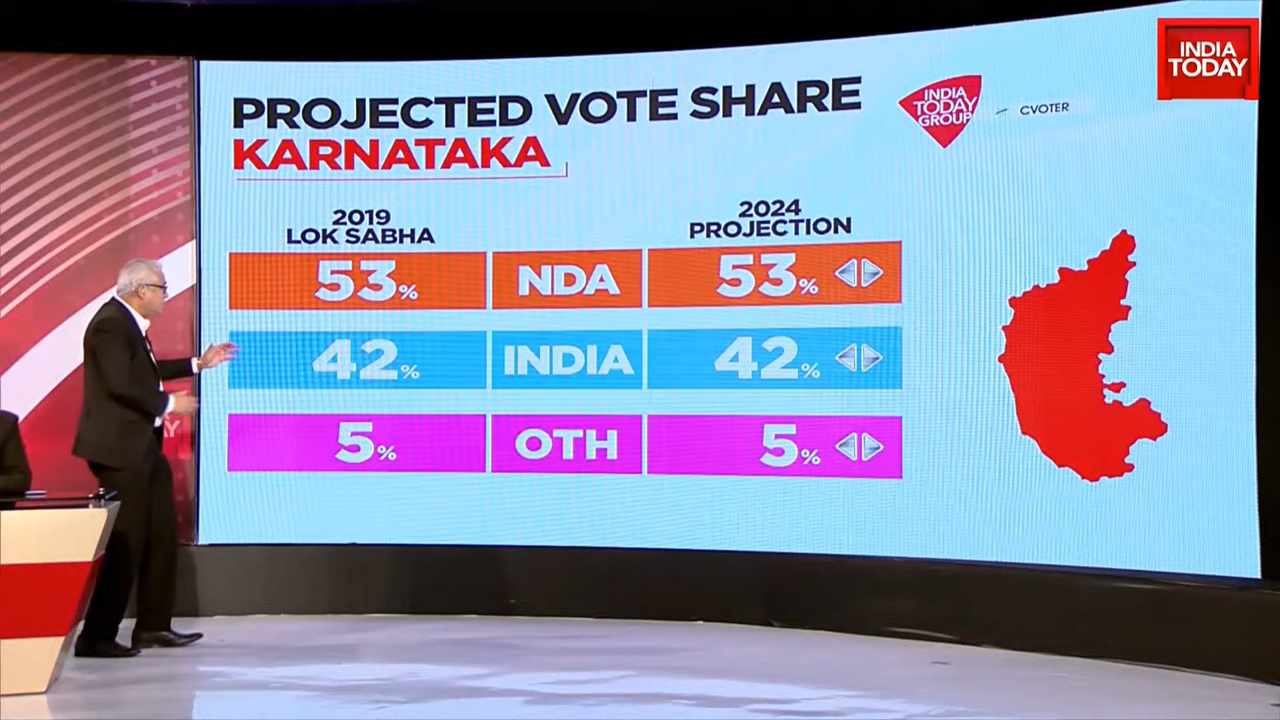 PROJECTED VOTE SHARE
KARNATAKA
INDIA
TODAY
GROUP
CVOTER
INDIA
TODAY
2019
LOK SABHA
2024
PROJECTION
53% NDA 53%
42% INDIA 42%
5% OTH 5%
AY